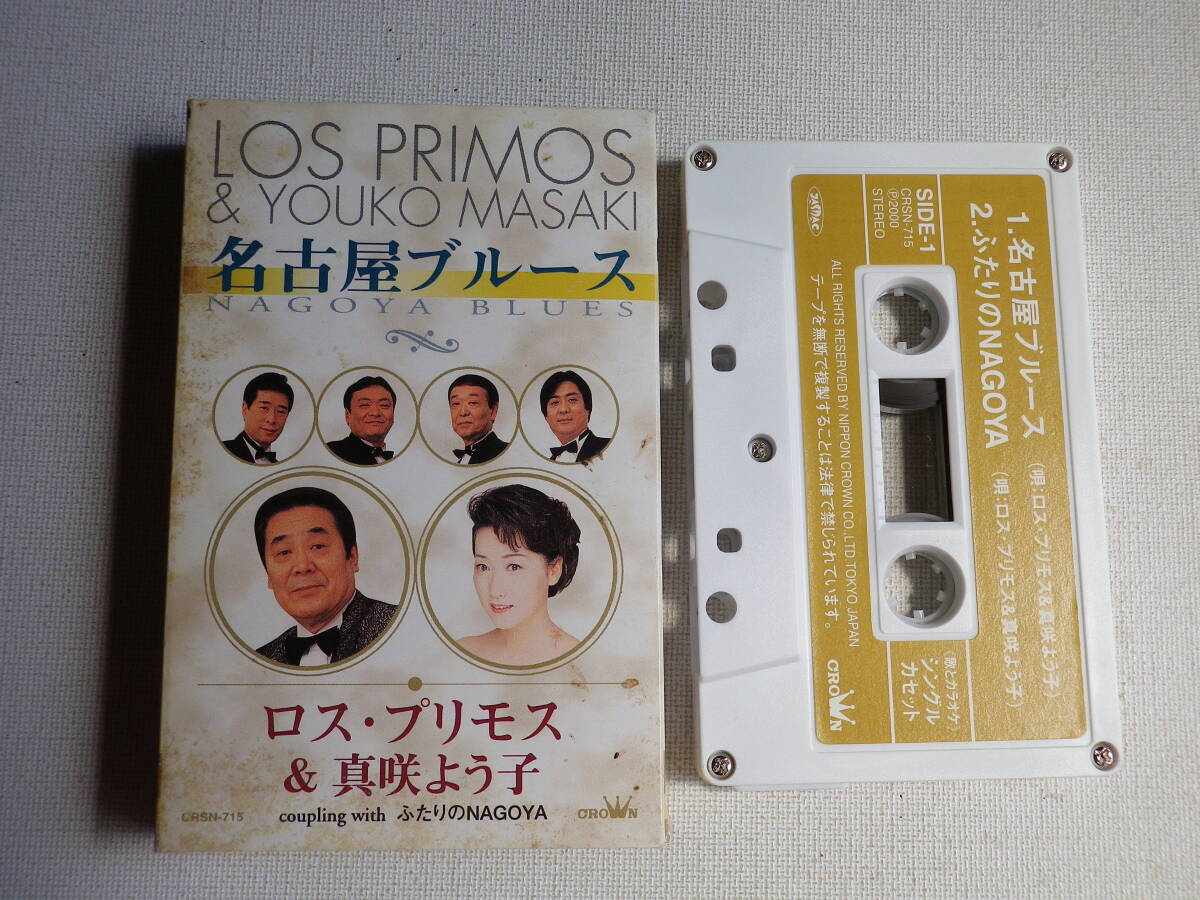 LOS PRIMOS
& YOUKO MASAKI
名古屋ブルース
NAGOYA BLUES
ロス・プリモス
& 真咲よう子
CRSN-715
coupling with ふたりのNAGOYA
CROWN
1.名古屋ブルース (唄:ロス・プリモス&真咲よう子)
2.ふたりのNAGOYA (唄:ロス・プリモス&真咲よう子)
SIDE-1
CRSN-715
Ⓟ2000
STEREO
JASRAC
(歌とカラオケ)
シングル
カセット
ALL RIGHTS RESERVED BY NIPPON CROWN CO.,LTD.TOKYO JAPAN
テープを無断で複製することは法律で禁じられています。
CROWN